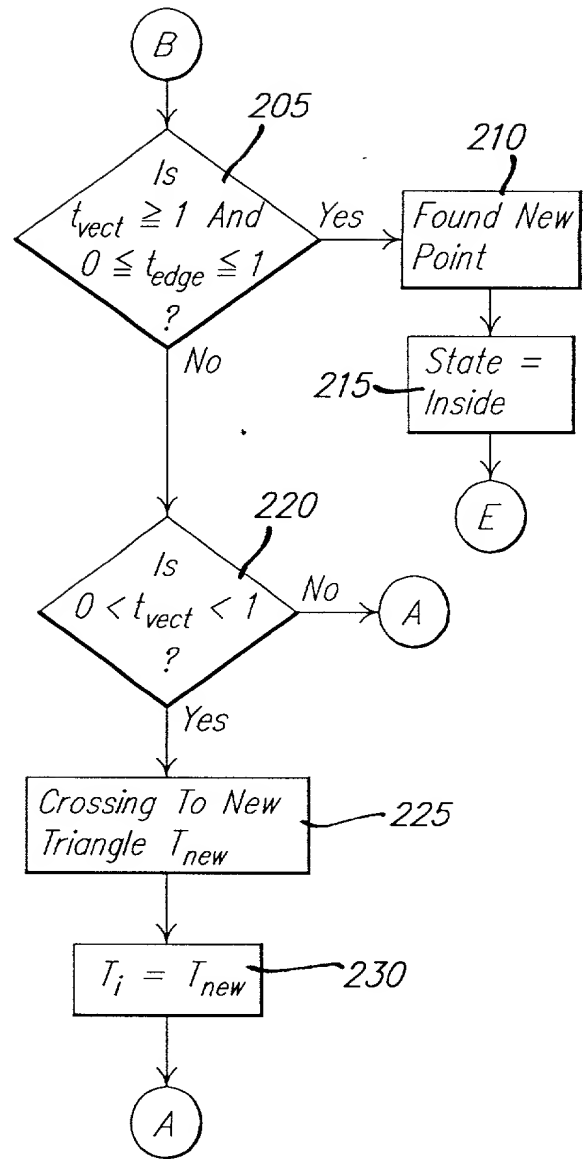 B
205
Is
t_vect ≧ 1 And
0 ≦ t_edge ≦ 1
?
Yes
No
210
Found New
Point
215
State =
Inside
E
220
Is
0 < t_vect < 1
?
No
A
Yes
Crossing To New
Triangle T_new
225
T_i = T_new
230
A